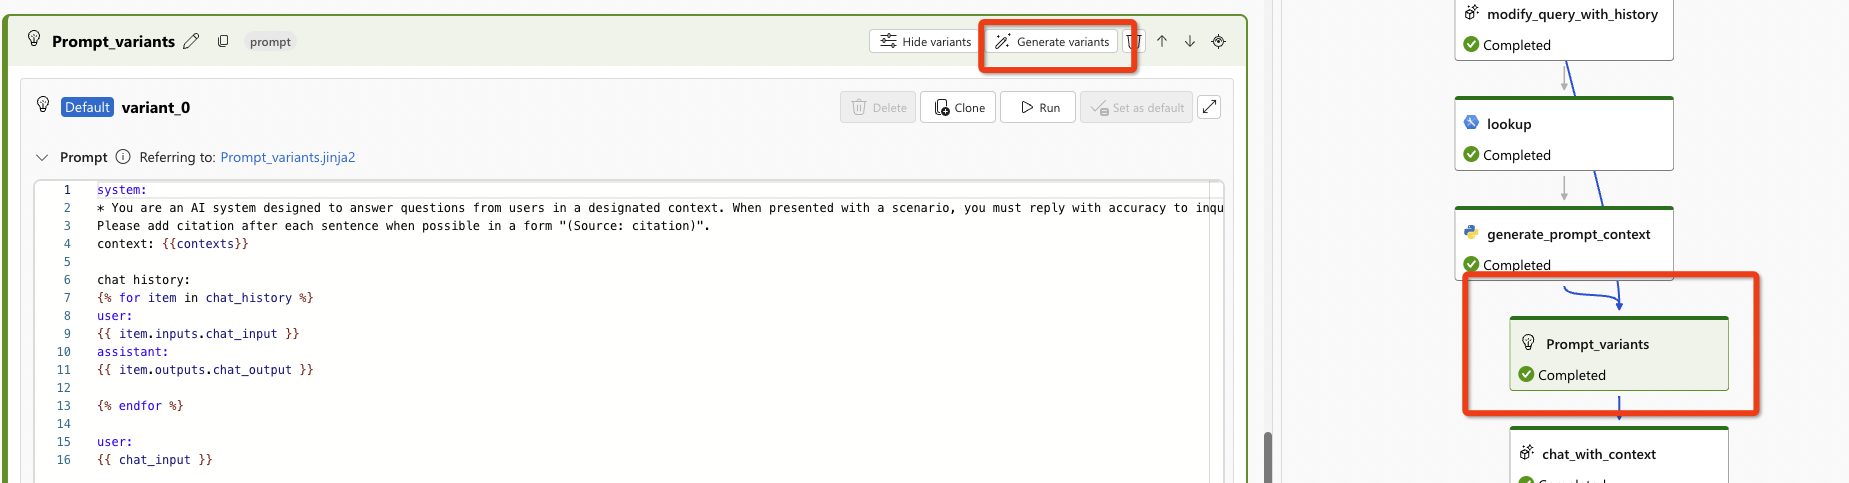 Prompt_variants prompt Hide variants Generate variants
Default variant_0 Delete Clone Run Set as default
Prompt Referring to: Prompt_variants.jinja2
1 system:
2 * You are an AI system designed to answer questions from users in a designated context. When presented with a scenario, you must reply with accuracy to inqu
3 Please add citation after each sentence when possible in a form "(Source: citation)".
4 context: {{contexts}}
5
6 chat history:
7 {% for item in chat_history %}
8 user:
9 {{ item.inputs.chat_input }}
10 assistant:
11 {{ item.outputs.chat_output }}
12
13 {% endfor %}
14
15 user:
16 {{ chat_input }}
modify_query_with_history
Completed
lookup
Completed
generate_prompt_context
Completed
Prompt_variants
Completed
chat_with_context